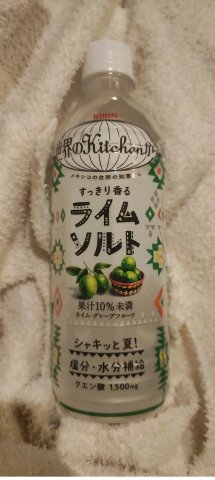 KIRIN
世界のKitchenから
メキシコの台所の知恵から
すっきり香る
ライム
ソルト
果汁10%未満
ライム・グレープフルーツ
シャキッと夏!
塩分・水分補給
クエン酸 1,500mg